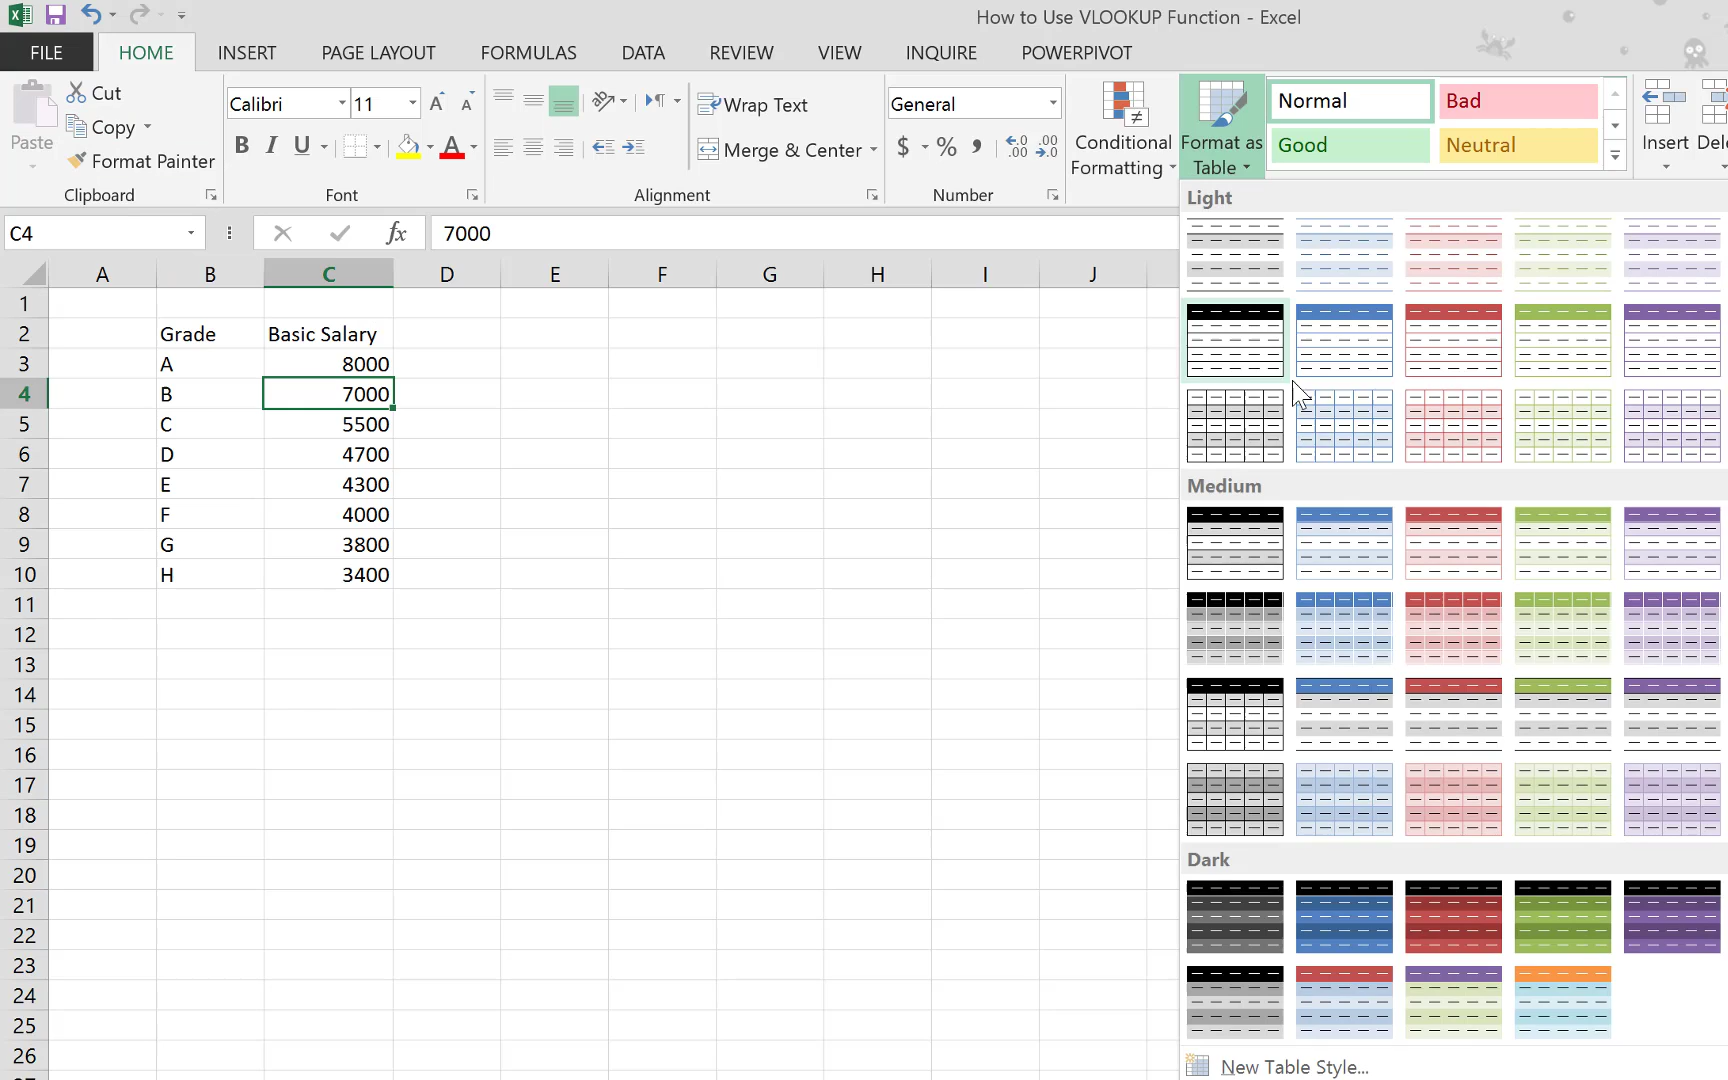 How to Use VLOOKUP Function - Excel
FILE HOME INSERT PAGE LAYOUT FORMULAS DATA REVIEW VIEW INQUIRE POWERPIVOT
Paste
Cut
Copy
Format Painter
Clipboard
Calibri 11
B I U A
Font
Wrap Text
Merge & Center
Alignment
General
$ % , .00 .00
Number
Conditional
Formatting
Format as
Table
Normal Bad
Good Neutral
Insert Dele
C4 fx 7000
A B C D E F G H I J
1
2 Grade Basic Salary
3 A 8000
4 B 7000
5 C 5500
6 D 4700
7 E 4300
8 F 4000
9 G 3800
10 H 3400
11
12
13
14
15
16
17
18
19
20
21
22
23
24
25
26
Light
Medium
Dark
New Table Style...